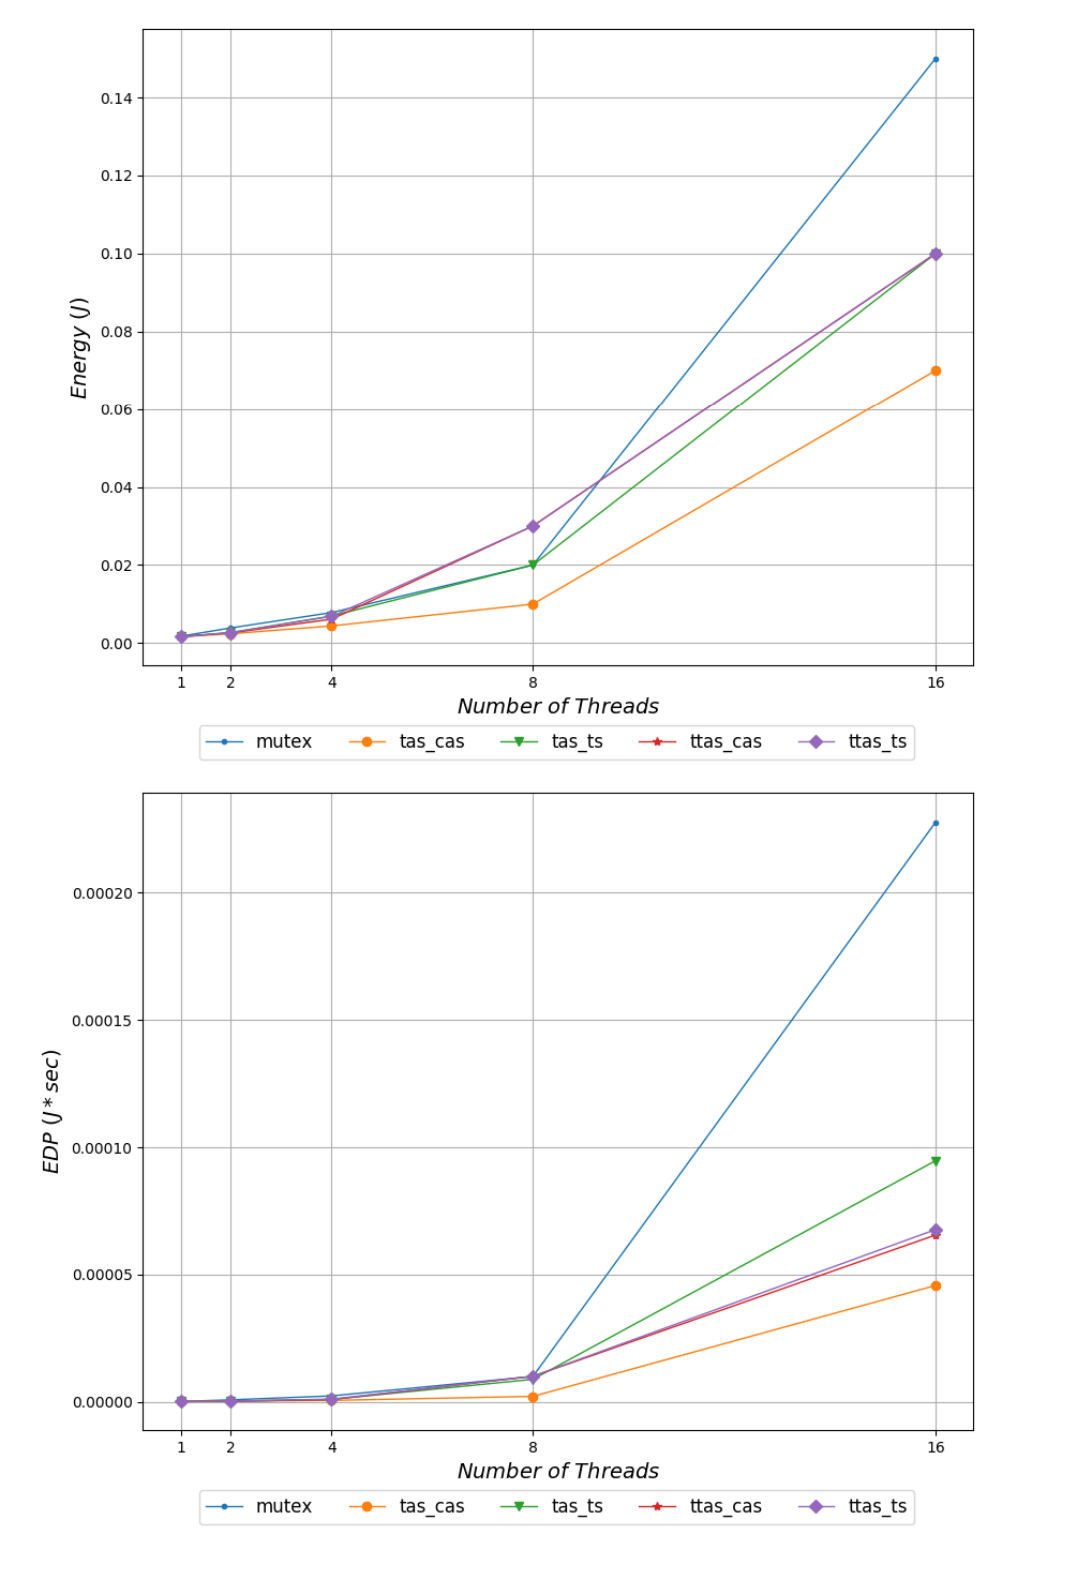 0.14
0.12
0.10
0.08
0.06
0.04
0.02
0.00
Energy (J)
1 2 4 8 16
Number of Threads
mutex tas_cas tas_ts ttas_cas ttas_ts
0.00020
0.00015
0.00010
0.00005
0.00000
EDP (J * sec)
1 2 4 8 16
Number of Threads
mutex tas_cas tas_ts ttas_cas ttas_ts